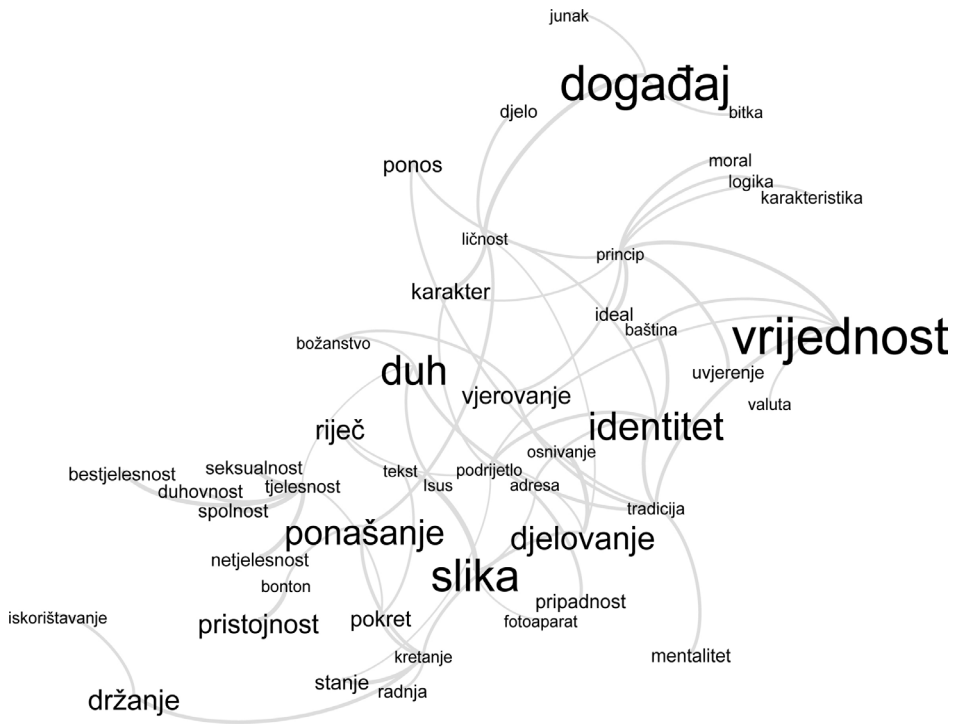 junak
događaj
djelo
bitka
ponos
moral
logika
karakteristika
ličnost
princip
karakter
ideal
baština
vrijednost
božanstvo
duh
uvjerenje
vjerovanje
valuta
riječ
identitet
osnivanje
bestjelesnost
seksualnost
tekst
podrijetlo
duhovnost
tjelesnost
Isus
adresa
spolnost
tradicija
ponašanje
djelovanje
netjelesnost
slika
bonton
pripadnost
iskorištavanje
pristojnost
pokret
fotoaparat
kretanje
mentalitet
stanje
radnja
držanje